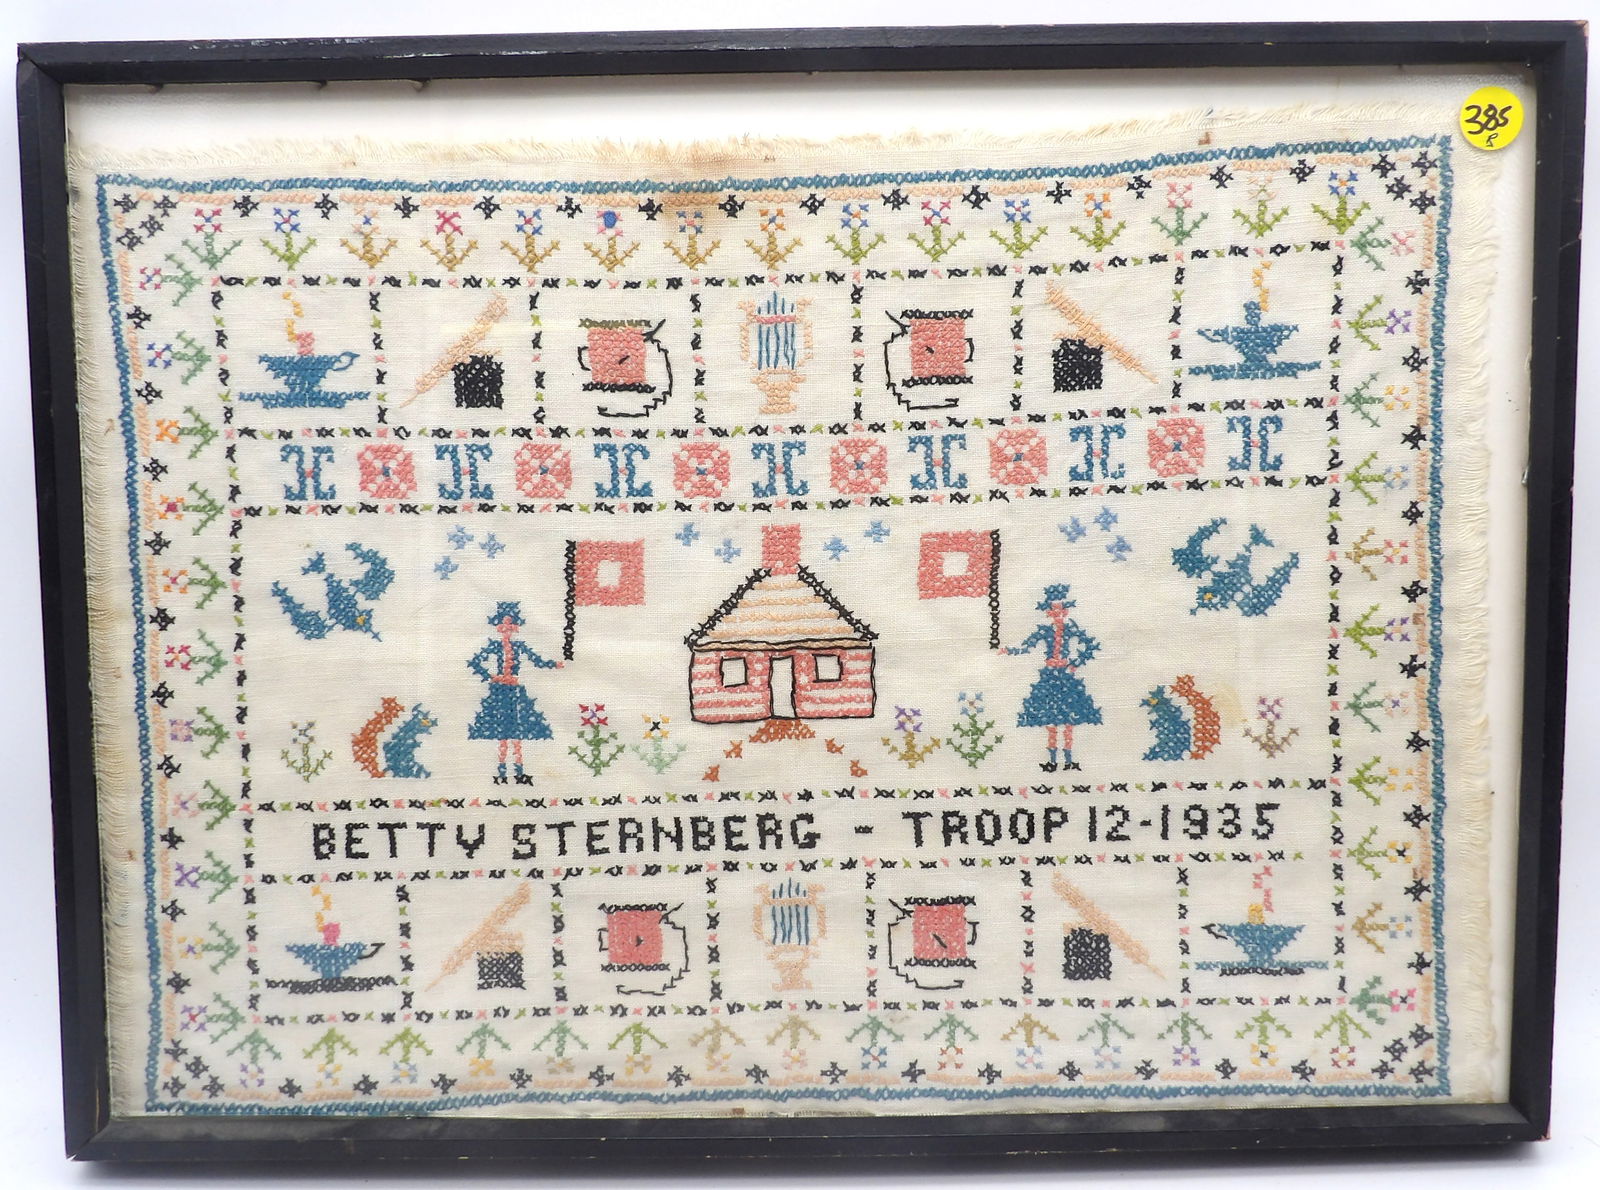 385
R
BETTY STERNBERG - TROOP 12-1935